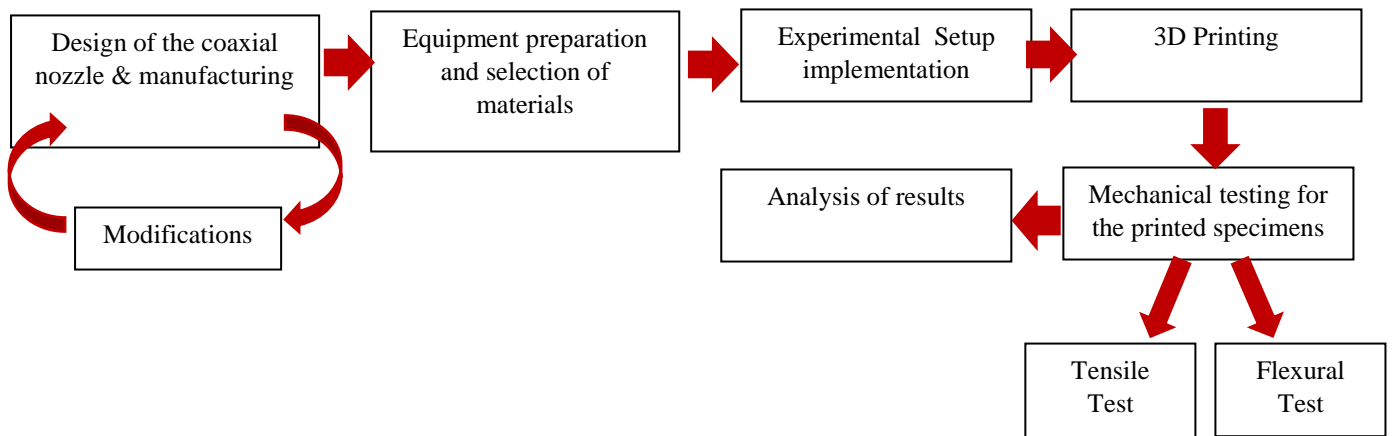 Design of the coaxial
nozzle & manufacturing
Equipment preparation
and selection of
materials
Experimental  Setup
implementation
3D Printing
Modifications
Analysis of results
Mechanical testing for
the printed specimens
Tensile
Test
Flexural
Test